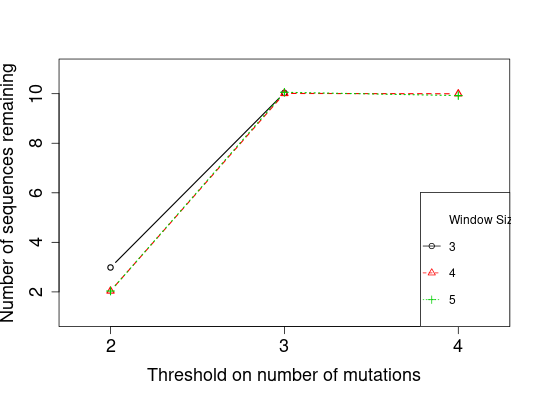 Number of sequences remaining
10
8
6
4
2
2 3 4
Threshold on number of mutations
Window Siz
3
4
5